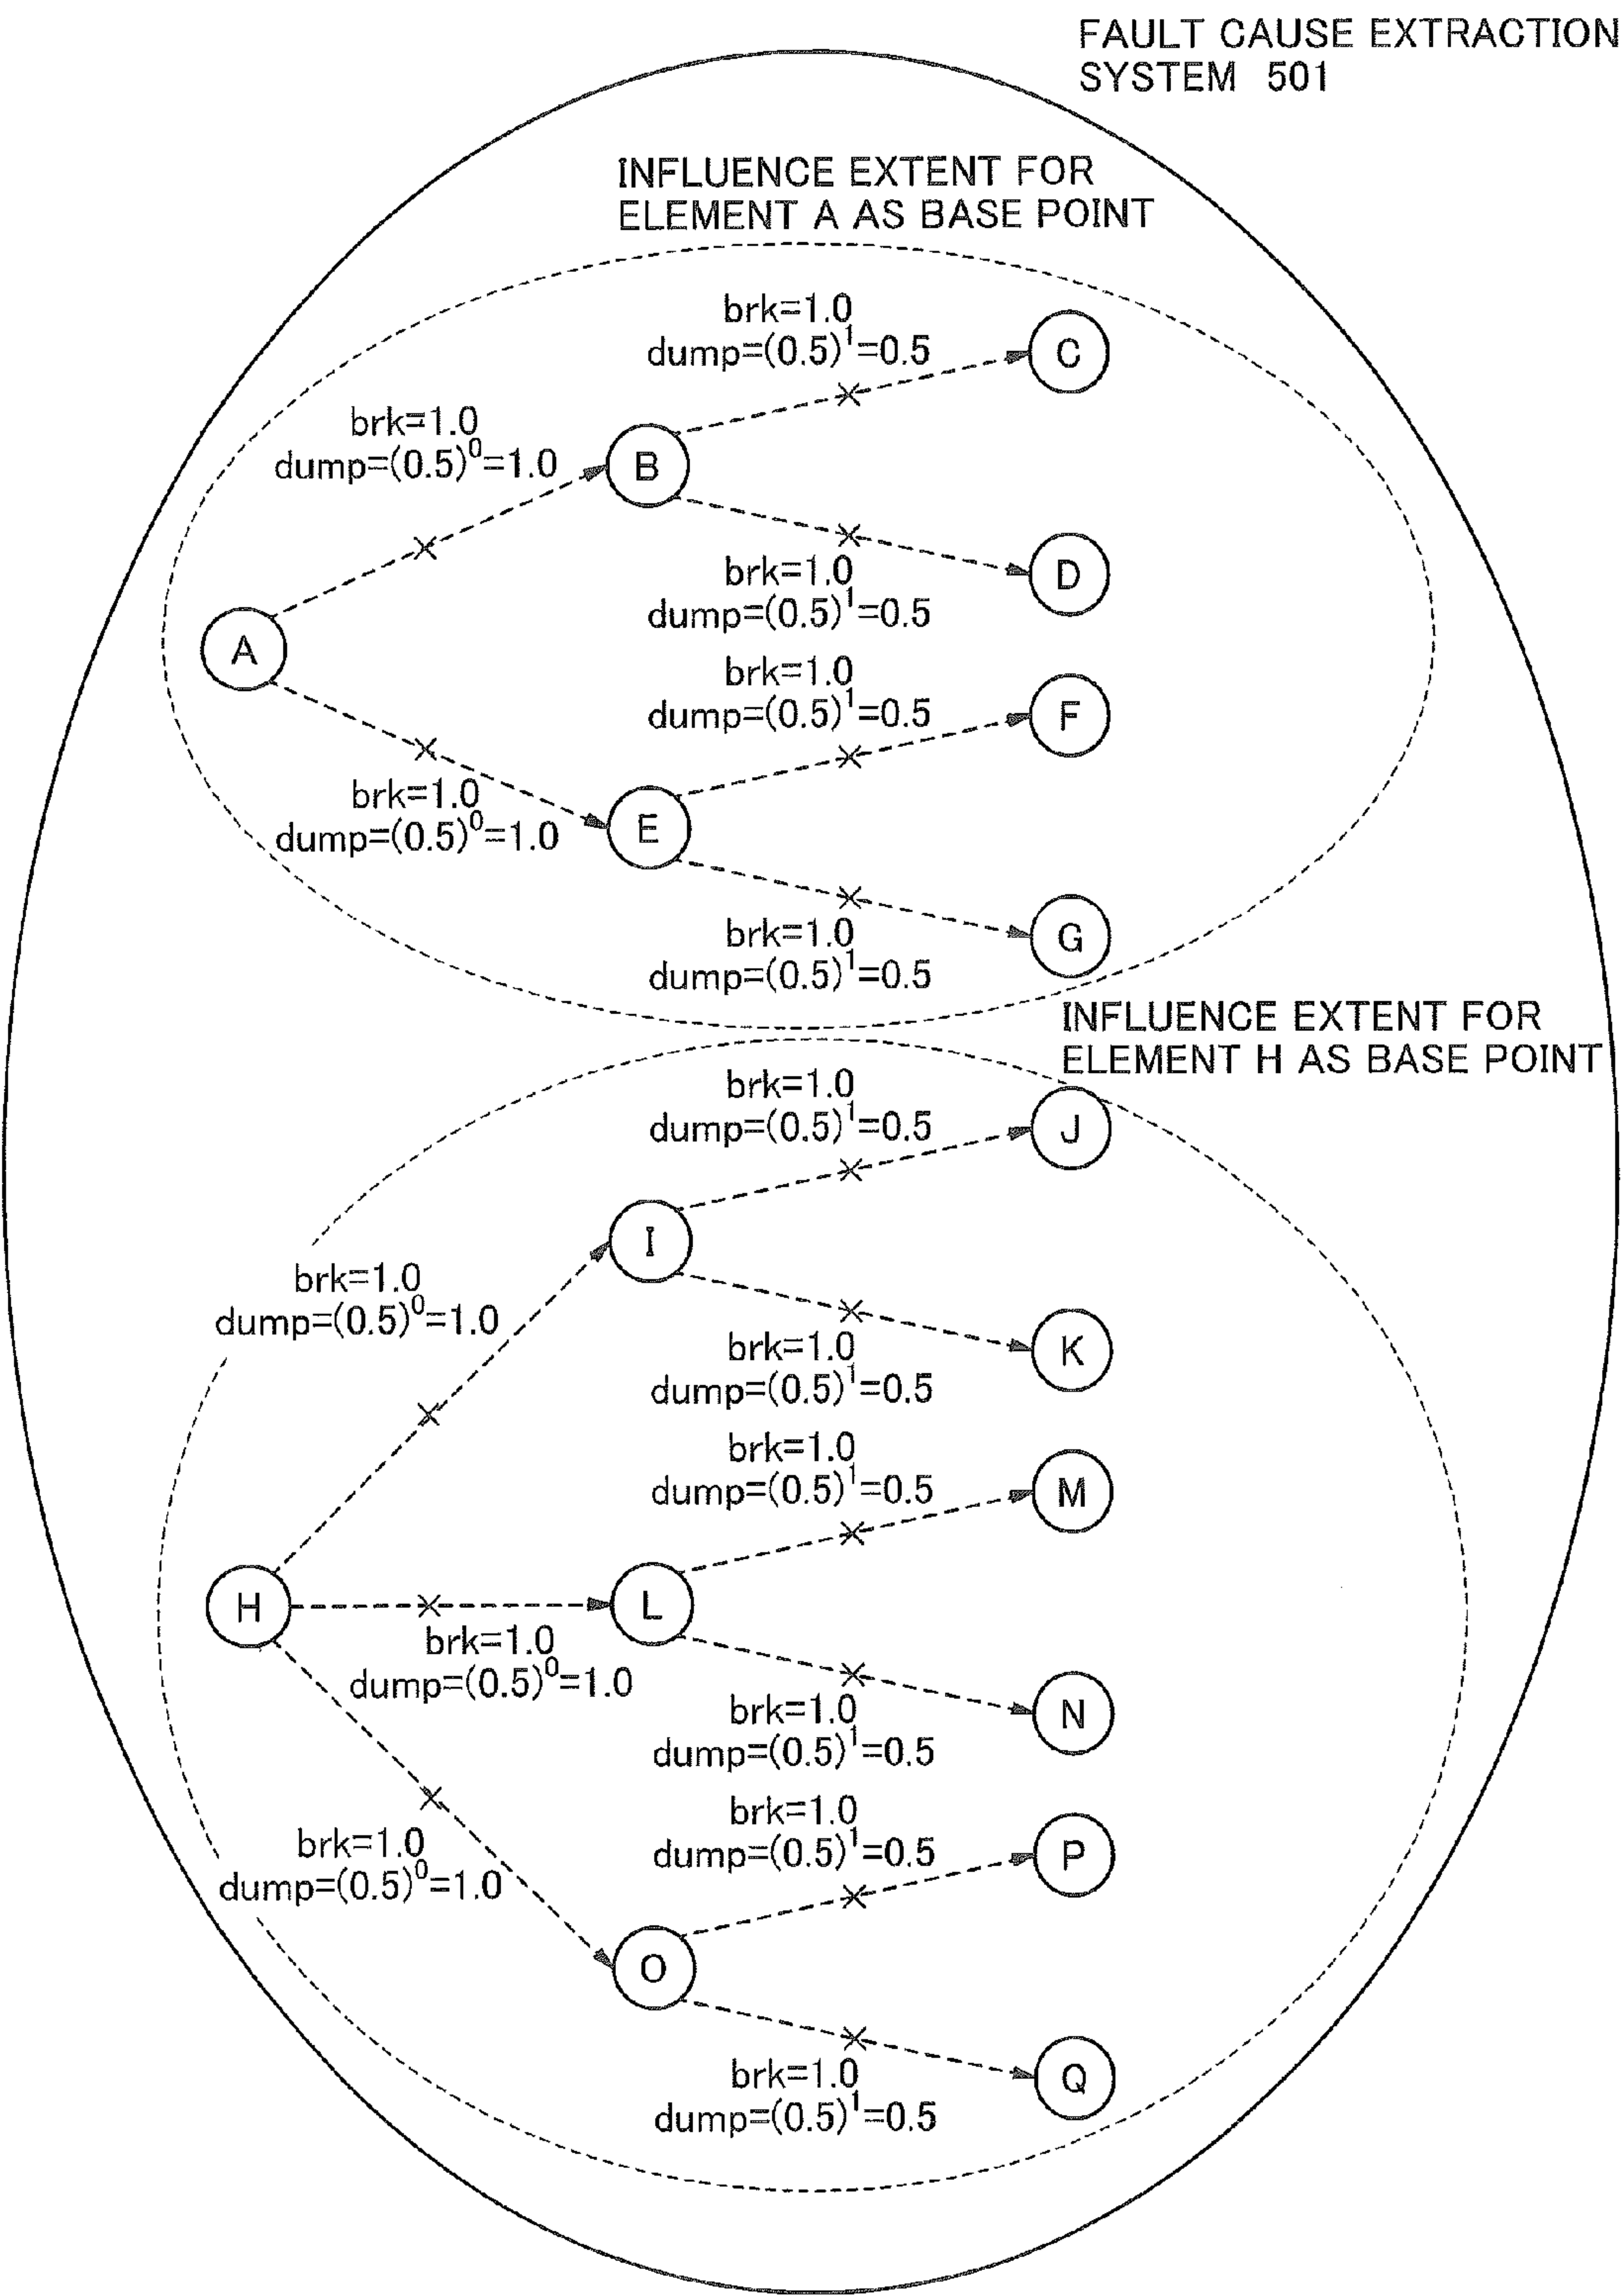 FAULT CAUSE EXTRACTION
SYSTEM 501
INFLUENCE EXTENT FOR
ELEMENT A AS BASE POINT
brk=1.0
dump=(0.5)^1=0.5
C
brk=1.0
dump=(0.5)^0=1.0
B
brk=1.0
dump=(0.5)^1=0.5
D
A
brk=1.0
dump=(0.5)^1=0.5
F
brk=1.0
dump=(0.5)^0=1.0
E
brk=1.0
dump=(0.5)^1=0.5
G
INFLUENCE EXTENT FOR
ELEMENT H AS BASE POINT
brk=1.0
dump=(0.5)^1=0.5
J
I
brk=1.0
dump=(0.5)^0=1.0
brk=1.0
dump=(0.5)^1=0.5
K
brk=1.0
dump=(0.5)^1=0.5
M
H
L
brk=1.0
dump=(0.5)^0=1.0
brk=1.0
dump=(0.5)^1=0.5
N
brk=1.0
dump=(0.5)^1=0.5
P
brk=1.0
dump=(0.5)^0=1.0
O
brk=1.0
dump=(0.5)^1=0.5
Q